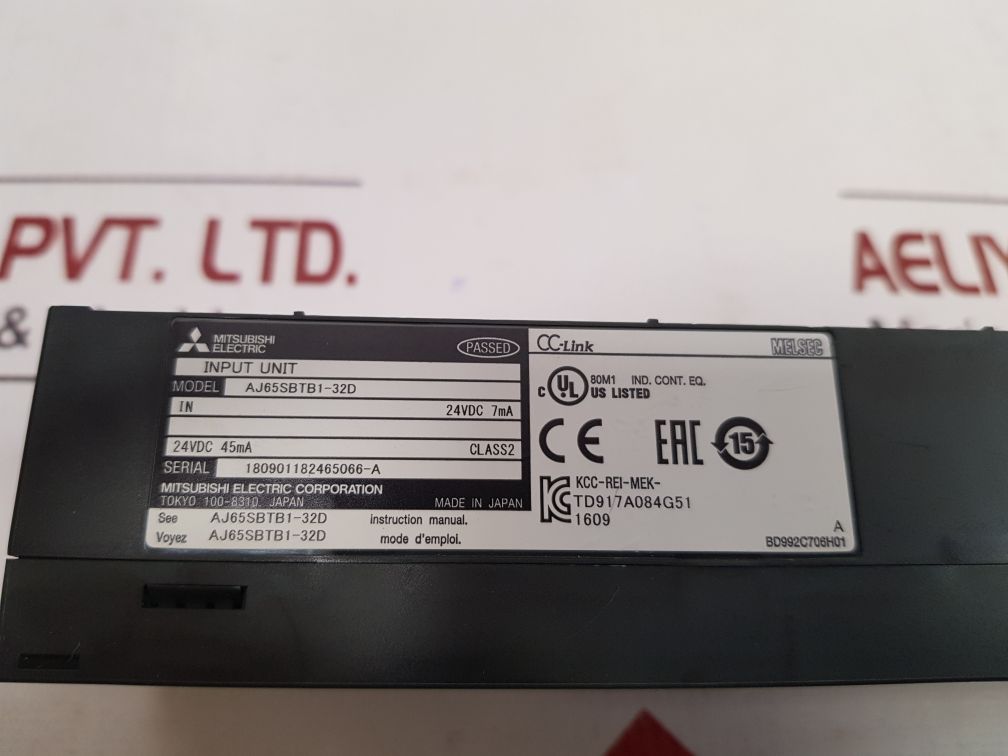 PVT. LTD.
&
AELIY
MITSUBISHI
ELECTRIC
PASSED
INPUT UNIT
MODEL AJ65SBTB1-32D
IN 24VDC 7mA
24VDC 45mA CLASS2
SERIAL 180901182465066-A
MITSUBISHI ELECTRIC CORPORATION
TOKYO 100-8310, JAPAN MADE IN JAPAN
See AJ65SBTB1-32D instruction manual.
Voyez AJ65SBTB1-32D mode d'emploi.
CC-Link MELSEC
C UL US LISTED 80M1 IND. CONT. EQ.
CE EAC 15
KCC-REI-MEK-
TD917A084G51
1609
A
BD992C706H01